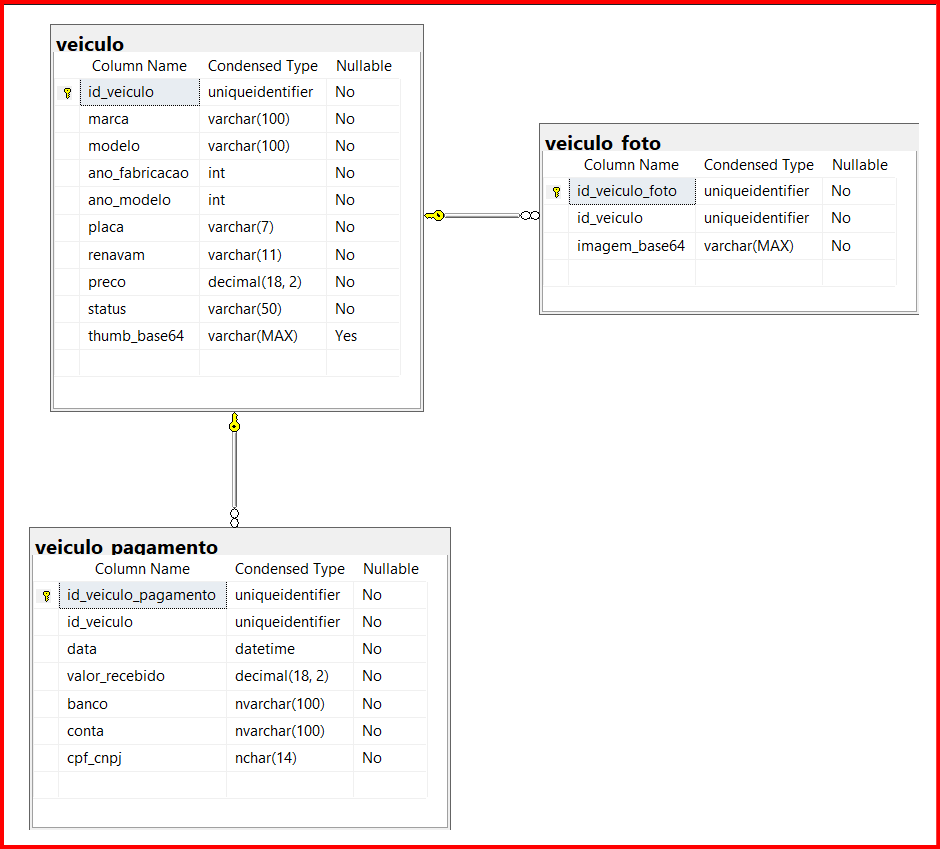 veiculo
Column Name Condensed Type Nullable
id_veiculo uniqueidentifier No
marca varchar(100) No
modelo varchar(100) No
ano_fabricacao int No
ano_modelo int No
placa varchar(7) No
renavam varchar(11) No
preco decimal(18, 2) No
status varchar(50) No
thumb_base64 varchar(MAX) Yes
veiculo_foto
Column Name Condensed Type Nullable
id_veiculo_foto uniqueidentifier No
id_veiculo uniqueidentifier No
imagem_base64 varchar(MAX) No
veiculo_pagamento
Column Name Condensed Type Nullable
id_veiculo_pagamento uniqueidentifier No
id_veiculo uniqueidentifier No
data datetime No
valor_recebido decimal(18, 2) No
banco nvarchar(100) No
conta nvarchar(100) No
cpf_cnpj nchar(14) No